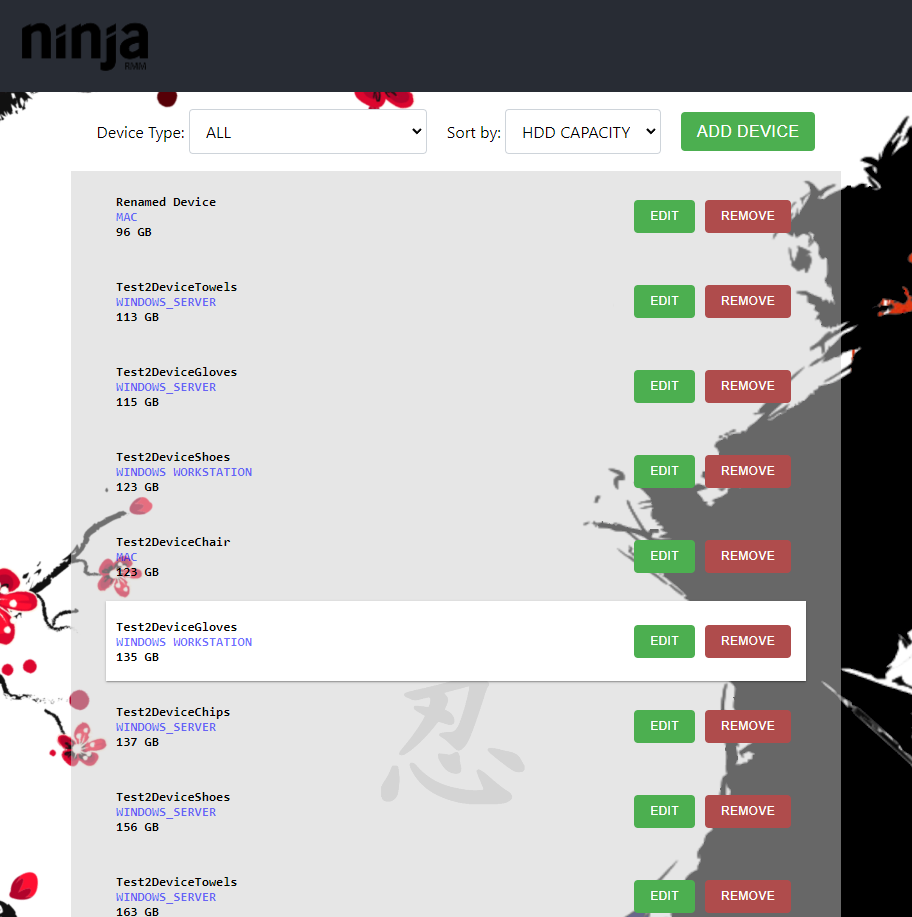 ninja
RMM
Device Type: ALL Sort by: HDD CAPACITY ADD DEVICE
Renamed Device
MAC
96 GB
EDIT REMOVE
Test2DeviceTowels
WINDOWS_SERVER
113 GB
EDIT REMOVE
Test2DeviceGloves
WINDOWS_SERVER
115 GB
EDIT REMOVE
Test2DeviceShoes
WINDOWS WORKSTATION
123 GB
EDIT REMOVE
Test2DeviceChair
MAC
123 GB
EDIT REMOVE
Test2DeviceGloves
WINDOWS WORKSTATION
135 GB
EDIT REMOVE
Test2DeviceChips
WINDOWS_SERVER
137 GB
EDIT REMOVE
忍
Test2DeviceShoes
WINDOWS_SERVER
156 GB
EDIT REMOVE
Test2DeviceTowels
WINDOWS_SERVER
163 GB
EDIT REMOVE